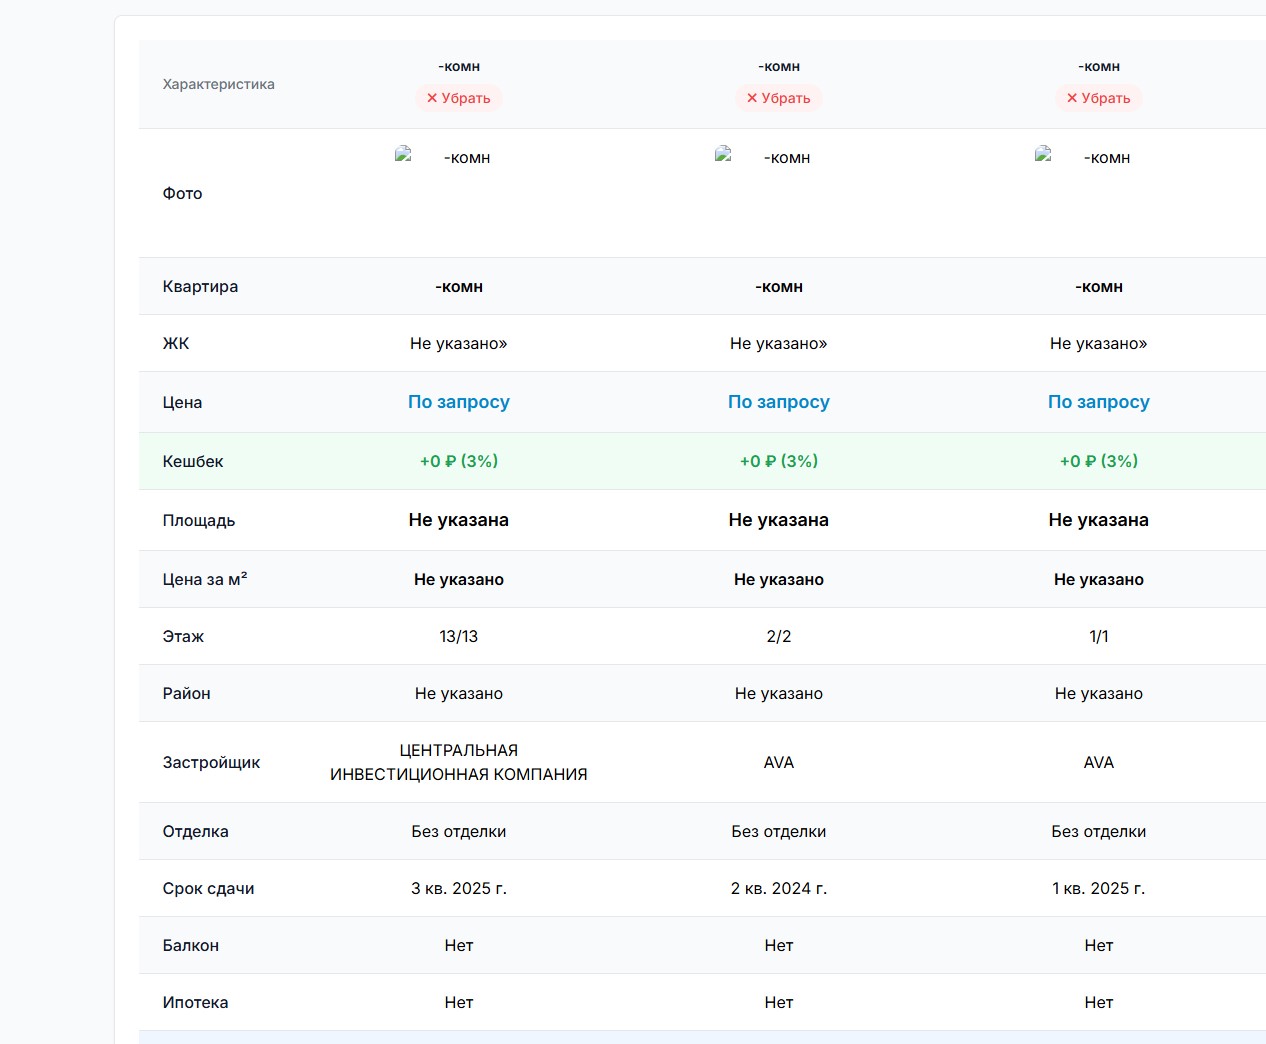 Характеристика
-комн
✕ Убрать
-комн
✕ Убрать
-комн
✕ Убрать
Фото
-комн
-комн
-комн
Квартира
-комн
-комн
-комн
ЖК
Не указано»
Не указано»
Не указано»
Цена
По запросу
По запросу
По запросу
Кешбек
+0 ₽ (3%)
+0 ₽ (3%)
+0 ₽ (3%)
Площадь
Не указана
Не указана
Не указана
Цена за м²
Не указано
Не указано
Не указано
Этаж
13/13
2/2
1/1
Район
Не указано
Не указано
Не указано
Застройщик
ЦЕНТРАЛЬНАЯ
ИНВЕСТИЦИОННАЯ КОМПАНИЯ
AVA
AVA
Отделка
Без отделки
Без отделки
Без отделки
Срок сдачи
3 кв. 2025 г.
2 кв. 2024 г.
1 кв. 2025 г.
Балкон
Нет
Нет
Нет
Ипотека
Нет
Нет
Нет